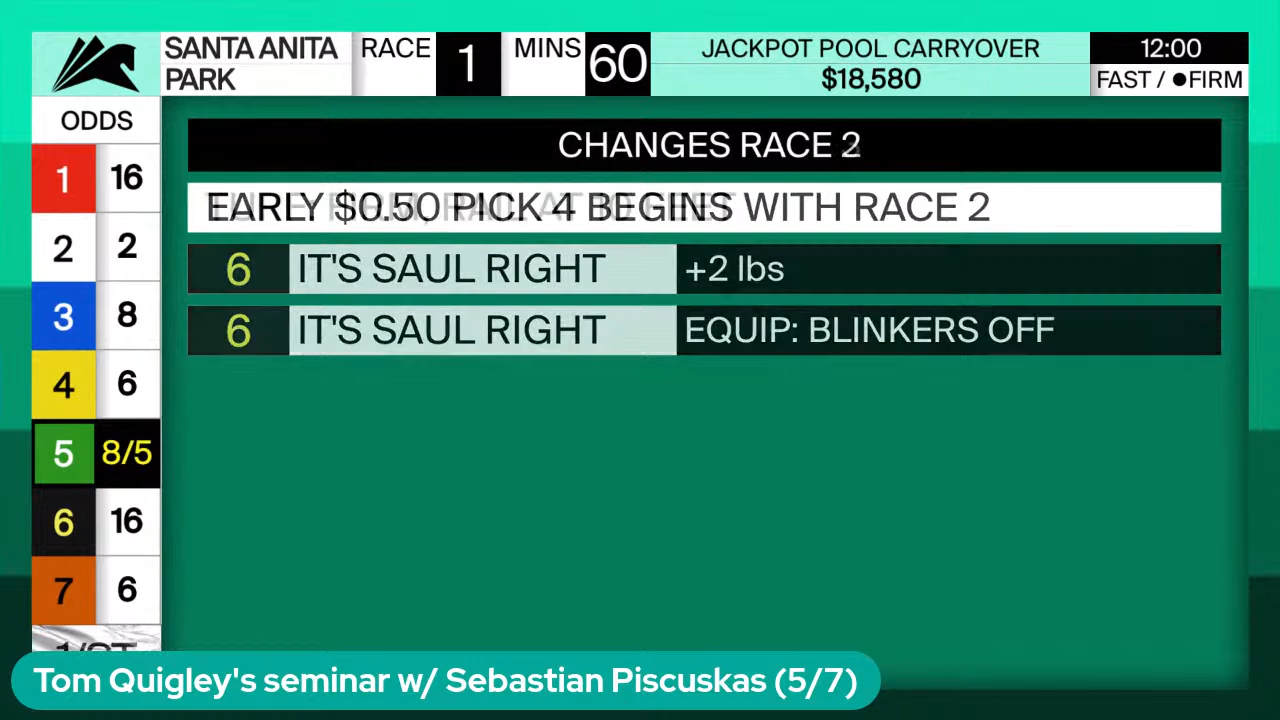 SANTA ANITA PARK
RACE 1
MINS 60
JACKPOT POOL CARRYOVER
$18,580
12:00
FAST / ●FIRM
ODDS
1 16
2 2
3 8
4 6
5 8/5
6 16
7 6
CHANGES RACE 2
EARLY $0.50 PICK 4 BEGINS WITH RACE 2
6 IT'S SAUL RIGHT +2 lbs
6 IT'S SAUL RIGHT EQUIP: BLINKERS OFF
Tom Quigley's seminar w/ Sebastian Piscuskas (5/7)